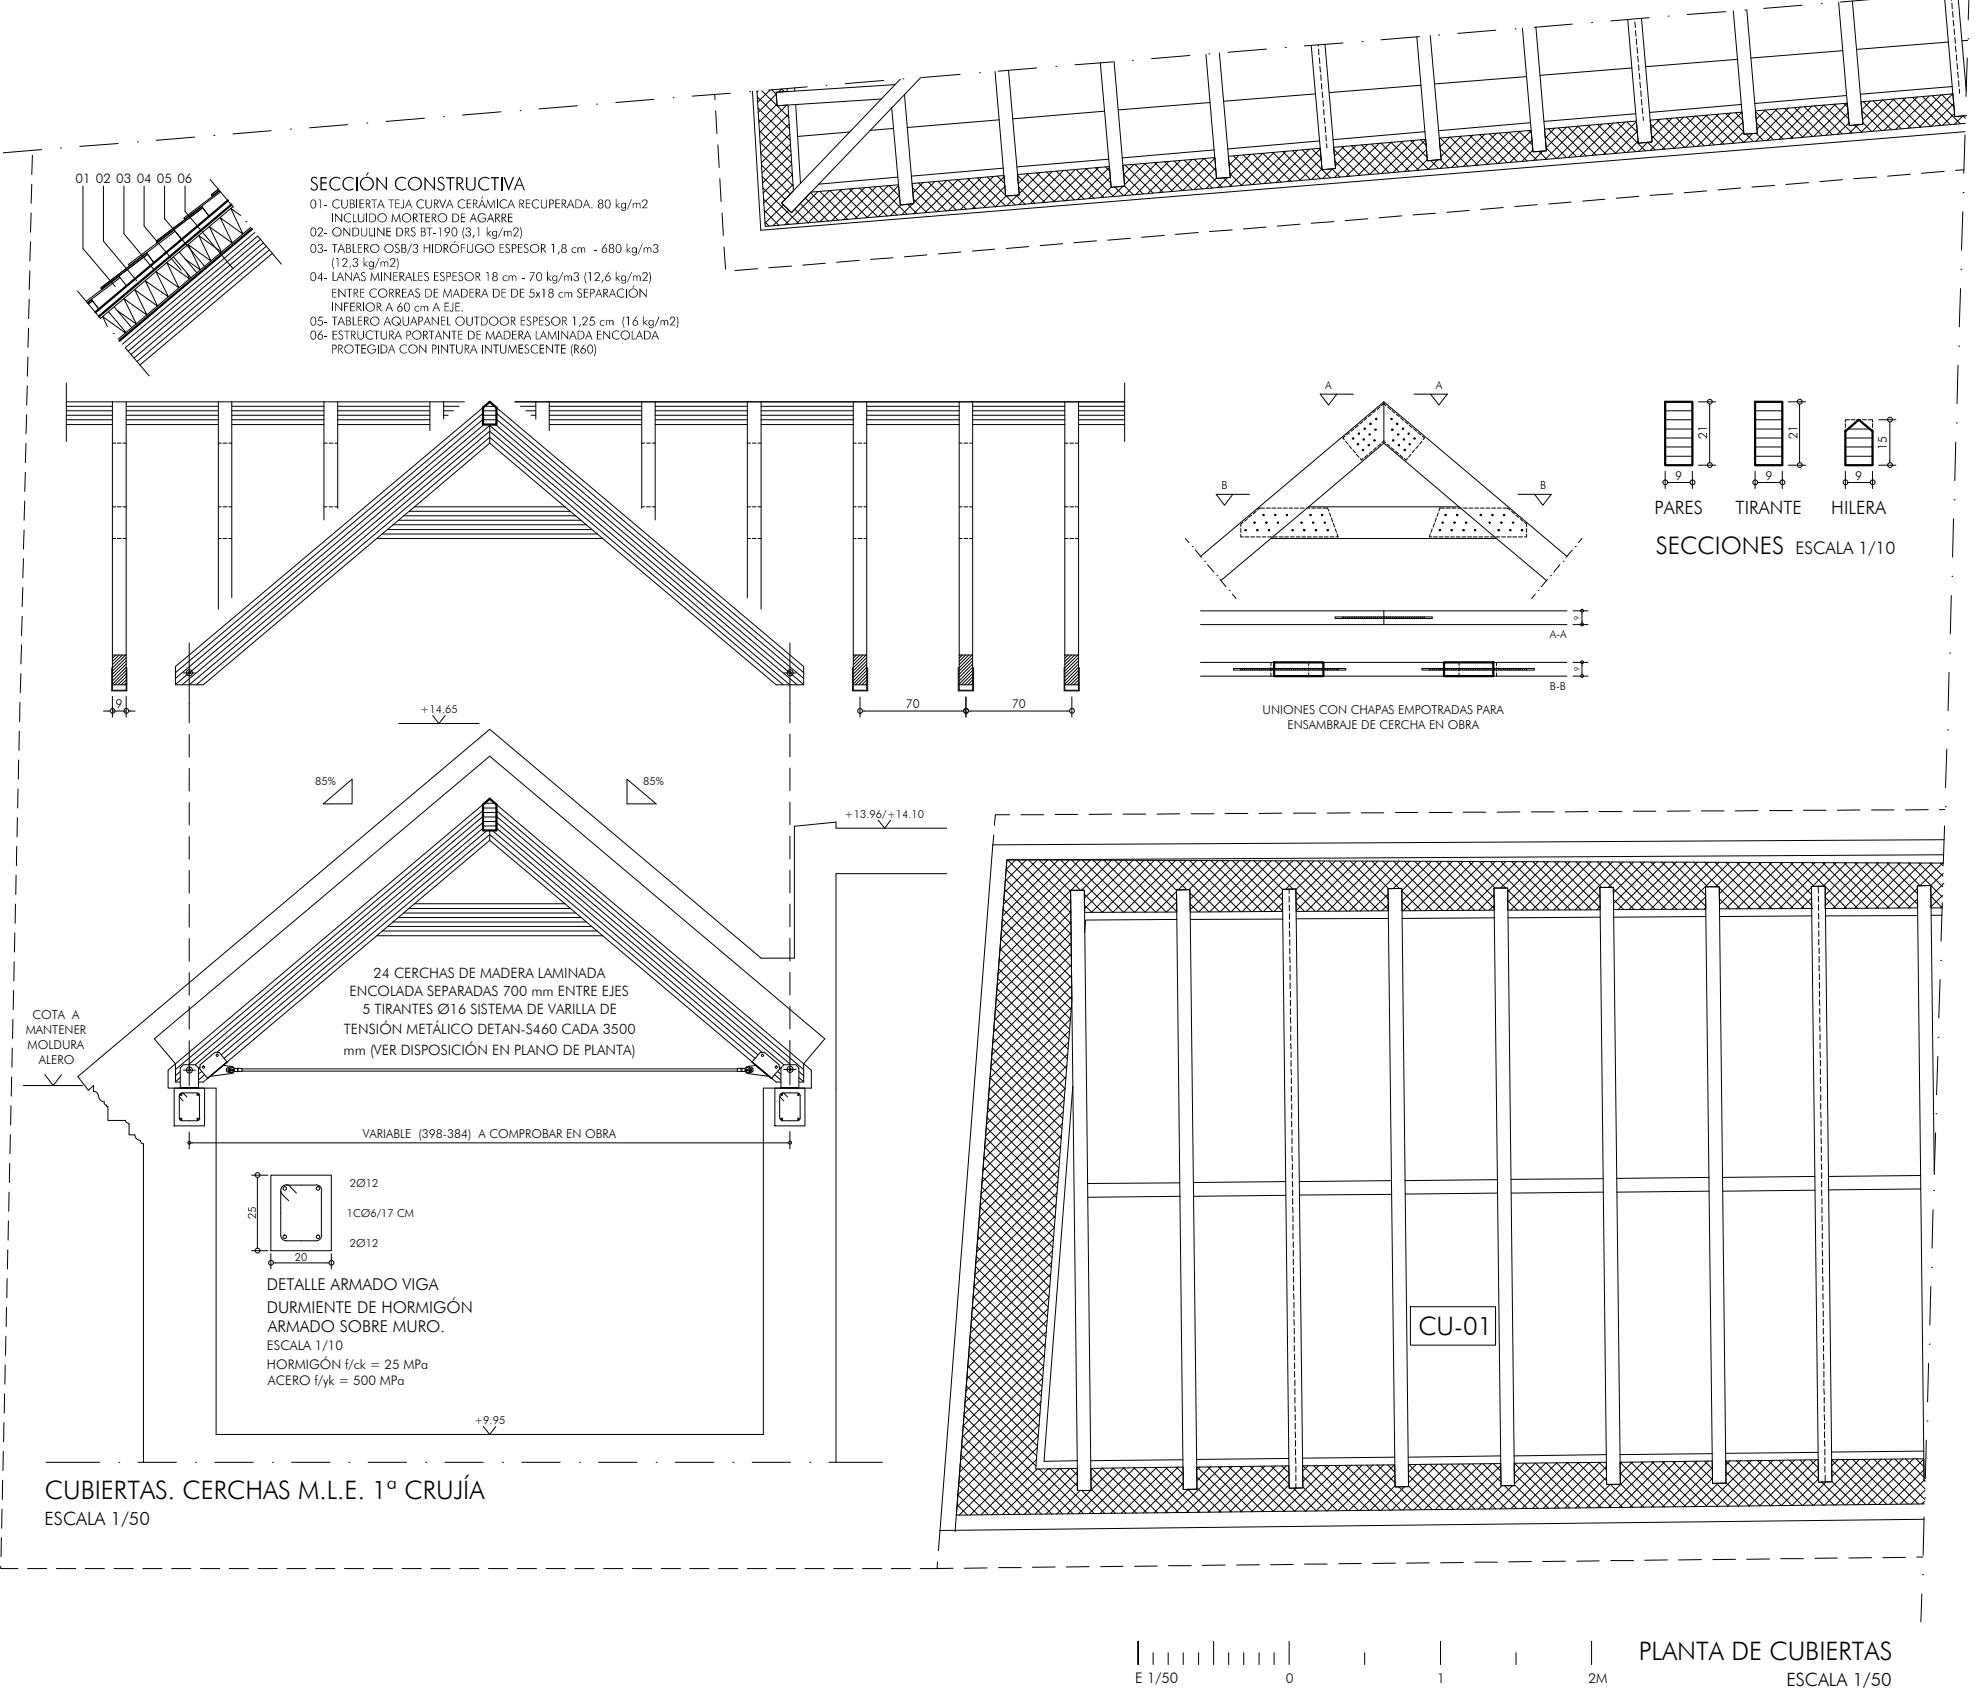 01 02 03 04 05 06
SECCIÓN CONSTRUCTIVA
01- CUBIERTA TEJA CURVA CERÁMICA RECUPERADA. 80 kg/m2
INCLUIDO MORTERO DE AGARRE
02- ONDULINE DRS BT-190 (3,1 kg/m2)
03- TABLERO OSB/3 HIDRÓFUGO ESPESOR 1,8 cm - 680 kg/m3
(12,3 kg/m2)
04- LANAS MINERALES ESPESOR 18 cm - 70 kg/m3 (12,6 kg/m2)
ENTRE CORREAS DE MADERA DE DE 5x18 cm SEPARACIÓN
INFERIOR A 60 cm A EJE.
05- TABLERO AQUAPANEL OUTDOOR ESPESOR 1,25 cm (16 kg/m2)
06- ESTRUCTURA PORTANTE DE MADERA LAMINADA ENCOLADA
PROTEGIDA CON PINTURA INTUMESCENTE (R60)
9
70
70
A
A
B
B
9
A-A
9
B-B
UNIONES CON CHAPAS EMPOTRADAS PARA
ENSAMBRAJE DE CERCHA EN OBRA
21
21
15
9
9
9
PARES
TIRANTE
HILERA
SECCIONES ESCALA 1/10
+14.65
85%
85%
+13.96/+14.10
24 CERCHAS DE MADERA LAMINADA
ENCOLADA SEPARADAS 700 mm ENTRE EJES
5 TIRANTES Ø16 SISTEMA DE VARILLA DE
TENSIÓN METÁLICO DETAN-S460 CADA 3500
mm (VER DISPOSICIÓN EN PLANO DE PLANTA)
COTA A
MANTENER
MOLDURA
ALERO
VARIABLE (398-384) A COMPROBAR EN OBRA
25
20
2Ø12
1CØ6/17 CM
2Ø12
DETALLE ARMADO VIGA
DURMIENTE DE HORMIGÓN
ARMADO SOBRE MURO.
ESCALA 1/10
HORMIGÓN f/ck = 25 MPa
ACERO f/yk = 500 MPa
+9.95
CUBIERTAS. CERCHAS M.L.E. 1ª CRUJÍA
ESCALA 1/50
CU-01
E 1/50
0
1
2M
PLANTA DE CUBIERTAS
ESCALA 1/50